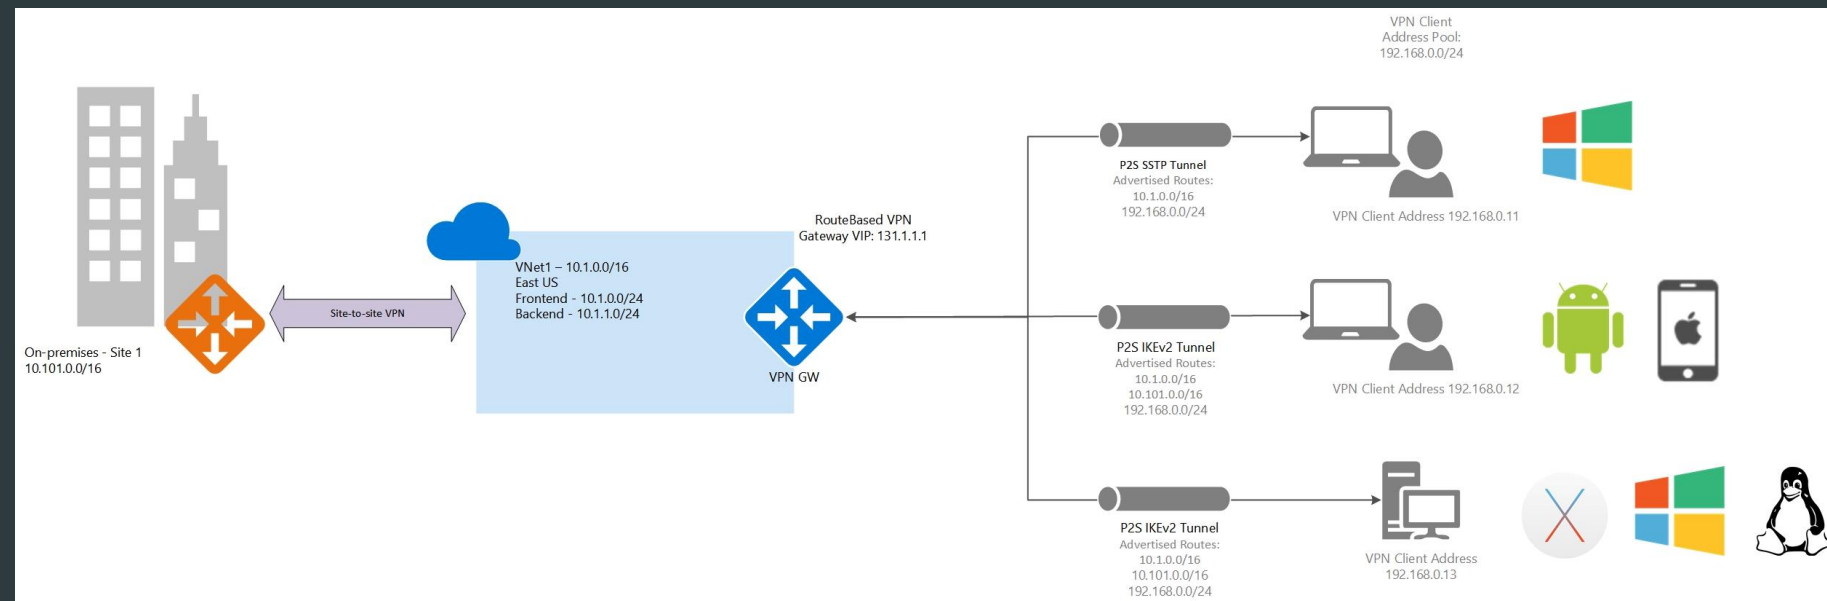 VPN Client
Address Pool:
192.168.0.0/24
P2S SSTP Tunnel
Advertised Routes:
10.1.0.0/16
192.168.0.0/24
VPN Client Address 192.168.0.11
RouteBased VPN
Gateway VIP: 131.1.1.1
VNet1 – 10.1.0.0/16
East US
Frontend - 10.1.0.0/24
Backend - 10.1.1.0/24
Site-to-site VPN
On-premises - Site 1
10.101.0.0/16
VPN GW
P2S IKEv2 Tunnel
Advertised Routes:
10.1.0.0/16
10.101.0.0/16
192.168.0.0/24
VPN Client Address 192.168.0.12
P2S IKEv2 Tunnel
Advertised Routes:
10.1.0.0/16
10.101.0.0/16
192.168.0.0/24
VPN Client Address
192.168.0.13